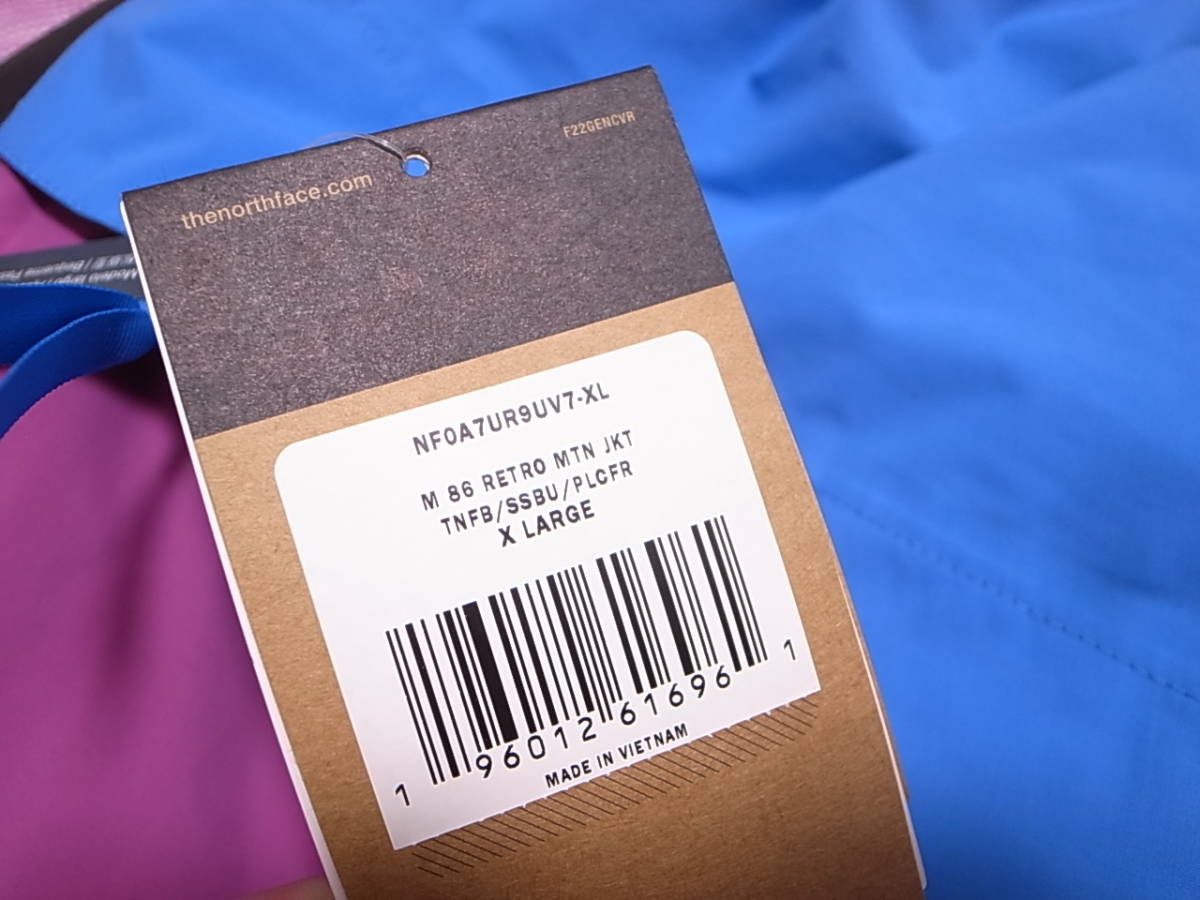 F22GENCVR
thenorthface.com
NF0A7UR9UV7-XL
M 86 RETRO MTN JKT
TNFB/SSBU/PLCFR
X LARGE
1 96012 61696 1
MADE IN VIETNAM